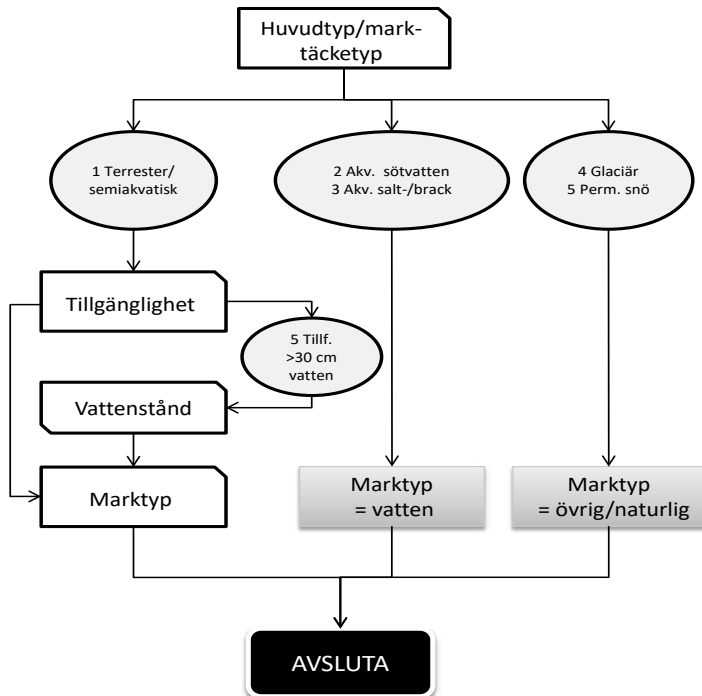 Huvudtyp/mark-
täcketyp
1 Terrester/
semiakvatisk
2 Akv. sötvatten
3 Akv. salt-/brack
4 Glaciär
5 Perm. snö
Tillgänglighet
5 Tillf.
>30 cm
vatten
Vattenstånd
Marktyp
Marktyp
= vatten
Marktyp
= övrig/naturlig
AVSLUTA